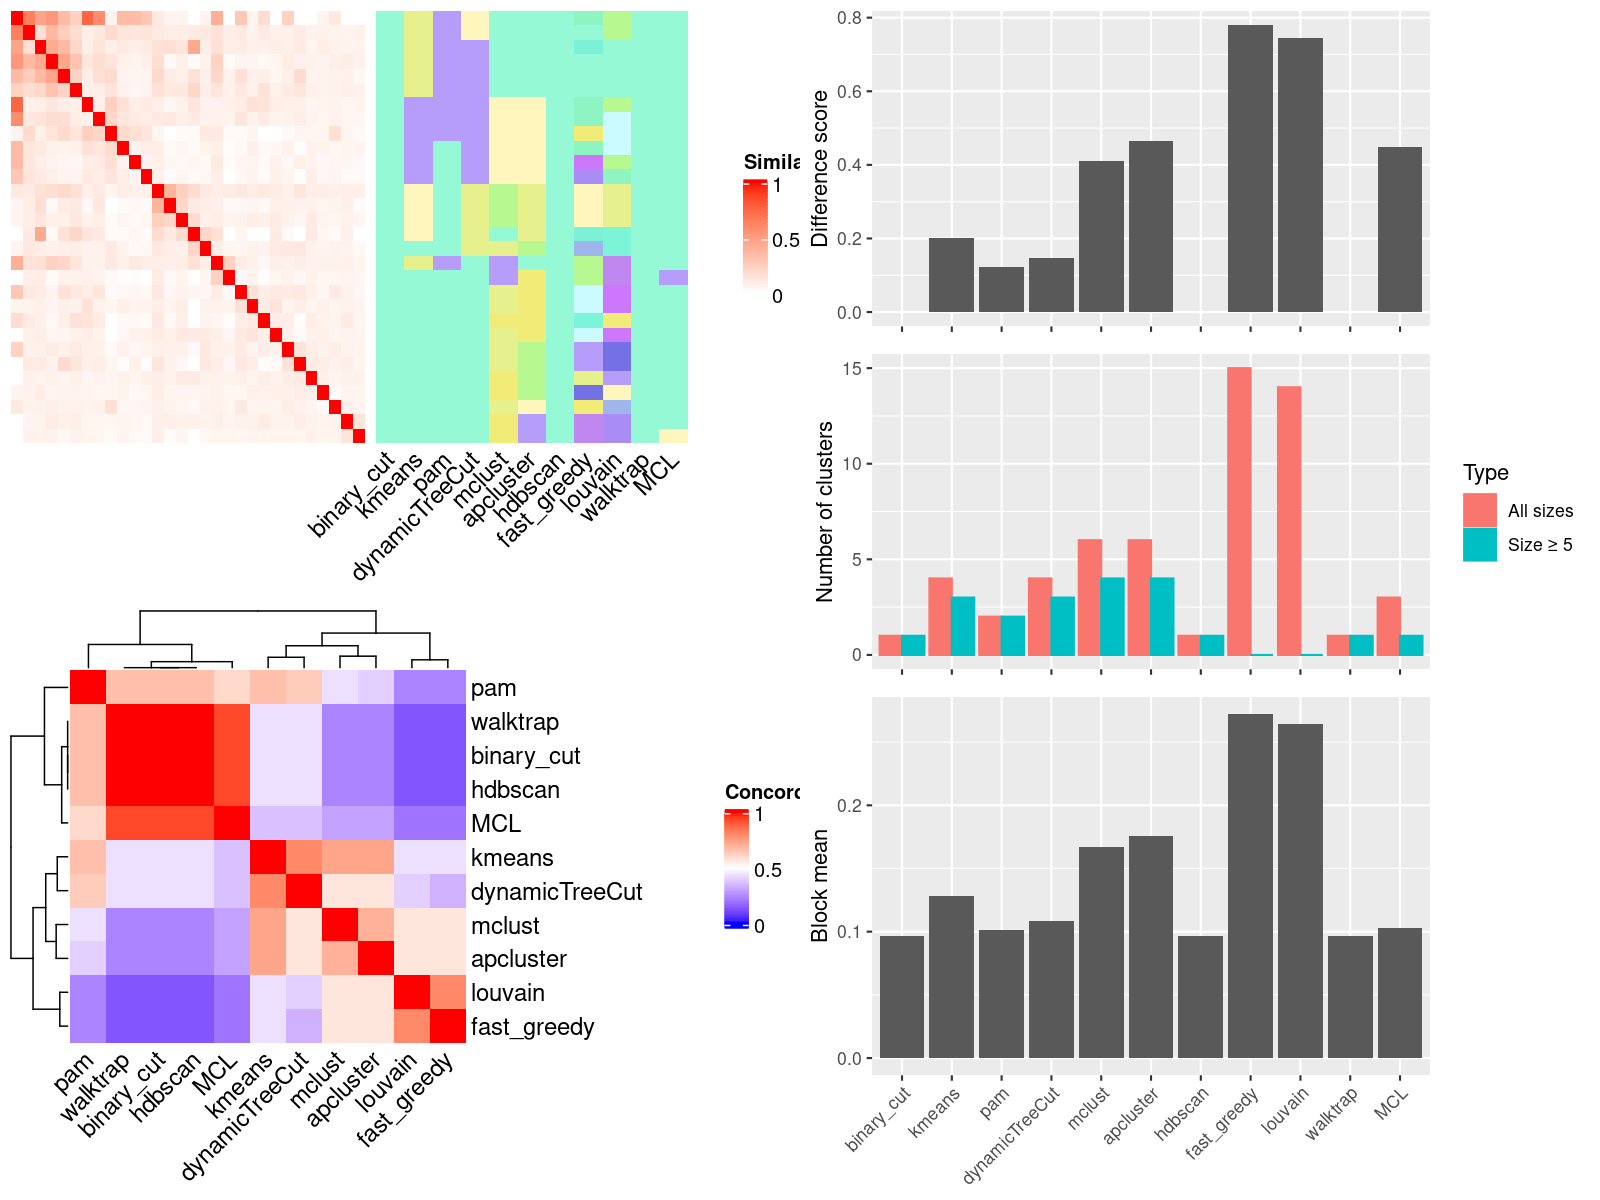 Simila
1
0.5
0
binary_cut
kmeans
pam
dynamicTreeCut
mclust
apcluster
hdbscan
fast_greedy
louvain
walktrap
MCL
pam
walktrap
binary_cut
hdbscan
MCL
kmeans
dynamicTreeCut
mclust
apcluster
louvain
fast_greedy
pam
walktrap
binary_cut
hdbscan
MCL
kmeans
dynamicTreeCut
mclust
apcluster
louvain
fast_greedy
Concord
1
0.5
0
Difference score
0.8
0.6
0.4
0.2
0.0
Number of clusters
15
10
5
0
Type
All sizes
Size ≥ 5
Block mean
0.2
0.1
0.0
binary_cut
kmeans
pam
dynamicTreeCut
mclust
apcluster
hdbscan
fast_greedy
louvain
walktrap
MCL